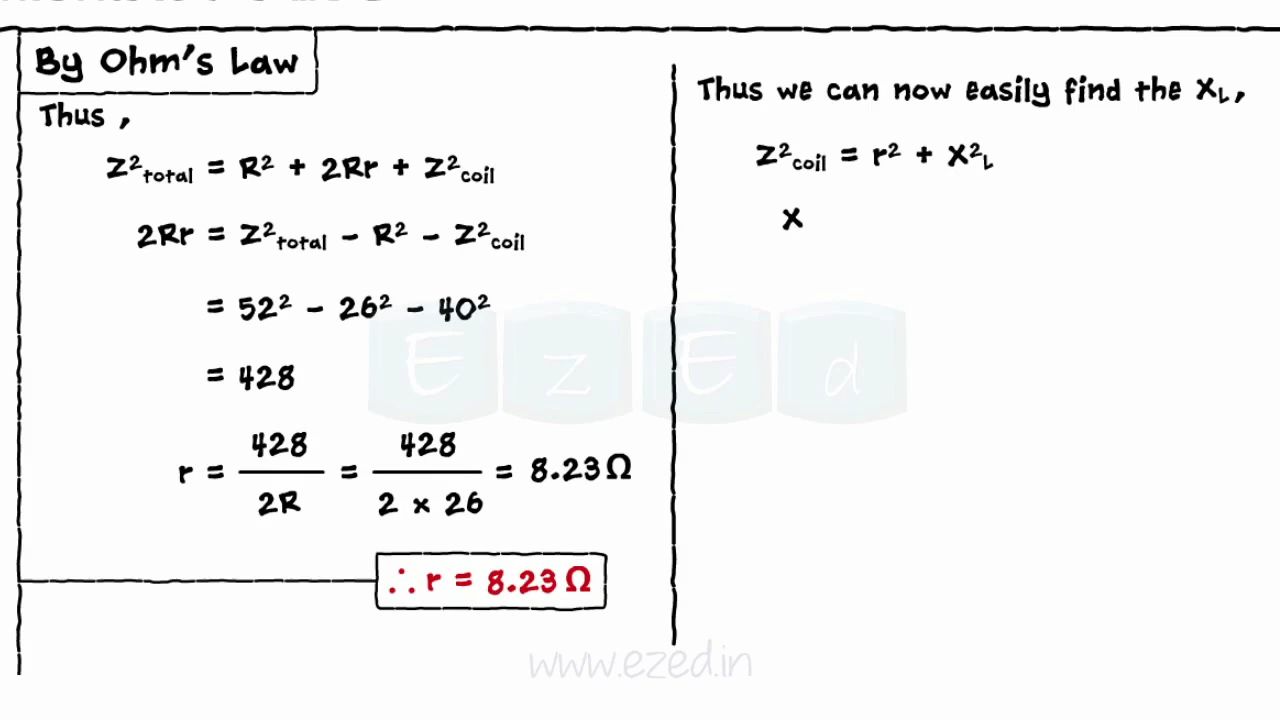 By Ohm's Law
Thus ,
Z²total = R² + 2Rr + Z²coil
2Rr = Z²total − R² − Z²coil
= 52² − 26² − 40²
= 428
r = 428 / 2R = 428 / 2 x 26 = 8.23 Ω
∴ r = 8.23 Ω
Thus we can now easily find the XL,
Z²coil = r² + X²L
X
EzEd
www.ezed.in